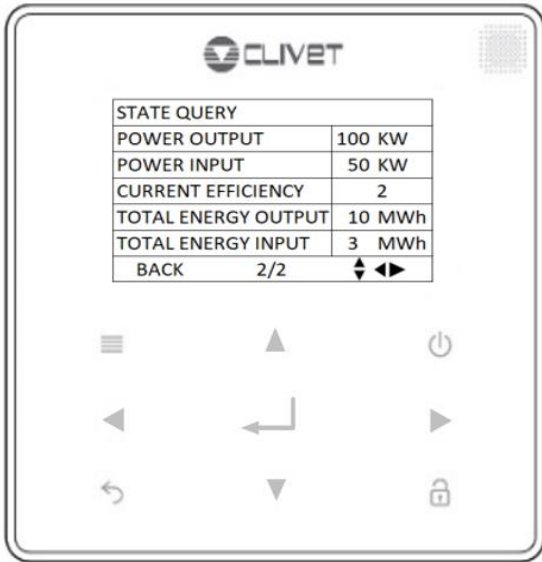 CLIVET
STATE QUERY
POWER OUTPUT 100 KW
POWER INPUT 50 KW
CURRENT EFFICIENCY 2
TOTAL ENERGY OUTPUT 10 MWh
TOTAL ENERGY INPUT 3 MWh
BACK 2/2